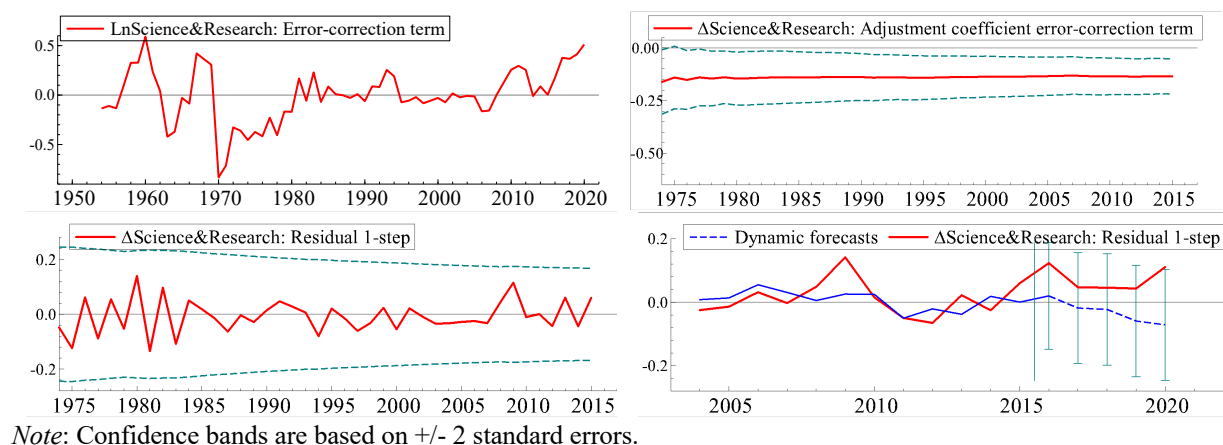 LnScience&Research: Error-correction term
0.5
0.0
-0.5
1950 1960 1970 1980 1990 2000 2010 2020
ΔScience&Research: Adjustment coefficient error-correction term
0.00
-0.25
-0.50
1975 1980 1985 1990 1995 2000 2005 2010 2015
ΔScience&Research: Residual 1-step
0.2
0.0
-0.2
1975 1980 1985 1990 1995 2000 2005 2010 2015
Dynamic forecasts ΔScience&Research: Residual 1-step
0.2
0.0
-0.2
2005 2010 2015 2020
Note: Confidence bands are based on +/- 2 standard errors.